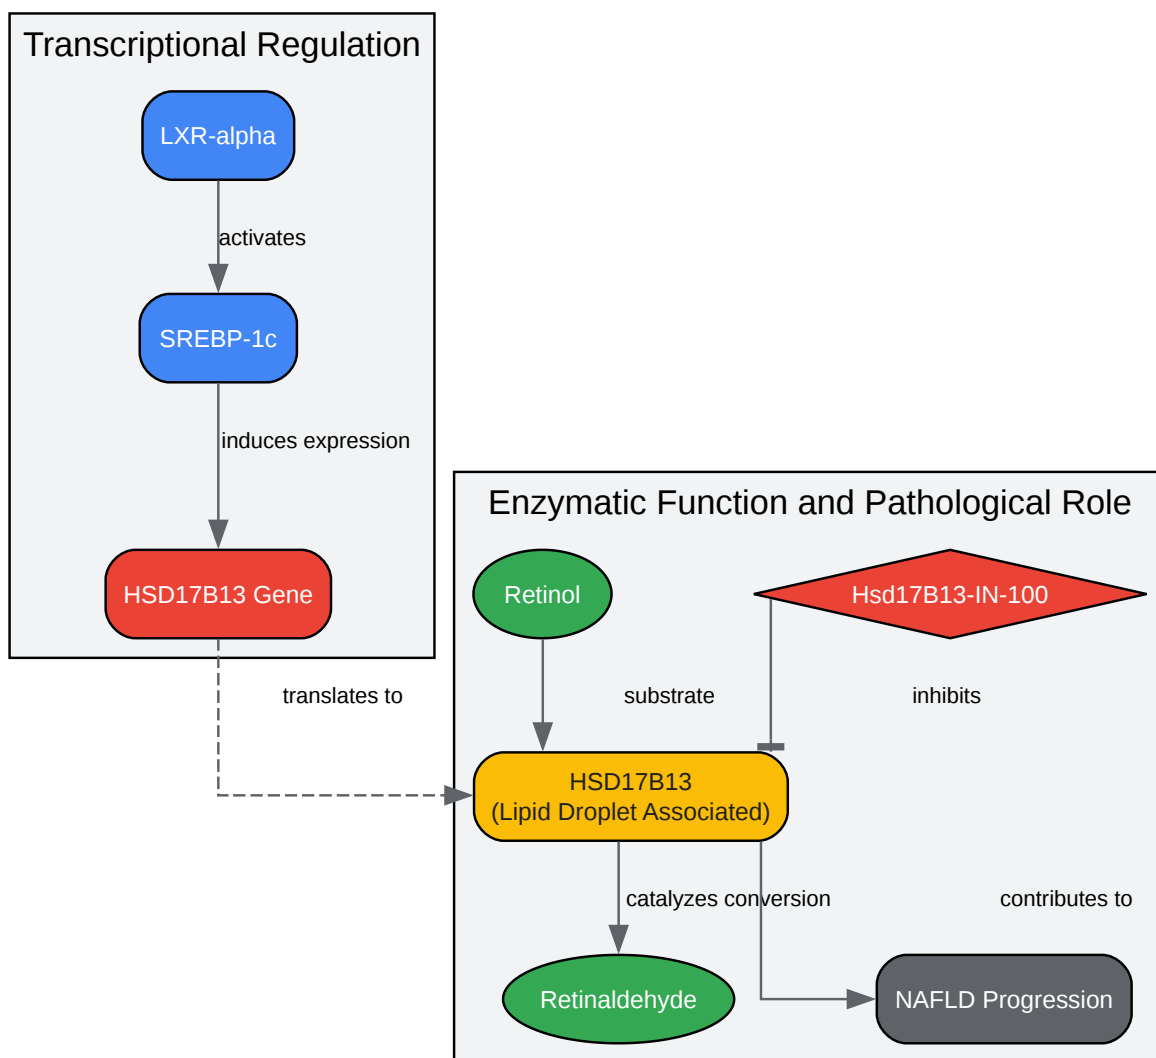 Transcriptional Regulation
LXR-alpha
activates
SREBP-1c
induces expression
HSD17B13 Gene
translates to
Enzymatic Function and Pathological Role
Retinol
Hsd17B13-IN-100
substrate
inhibits
HSD17B13
(Lipid Droplet Associated)
catalyzes conversion
contributes to
Retinaldehyde
NAFLD Progression